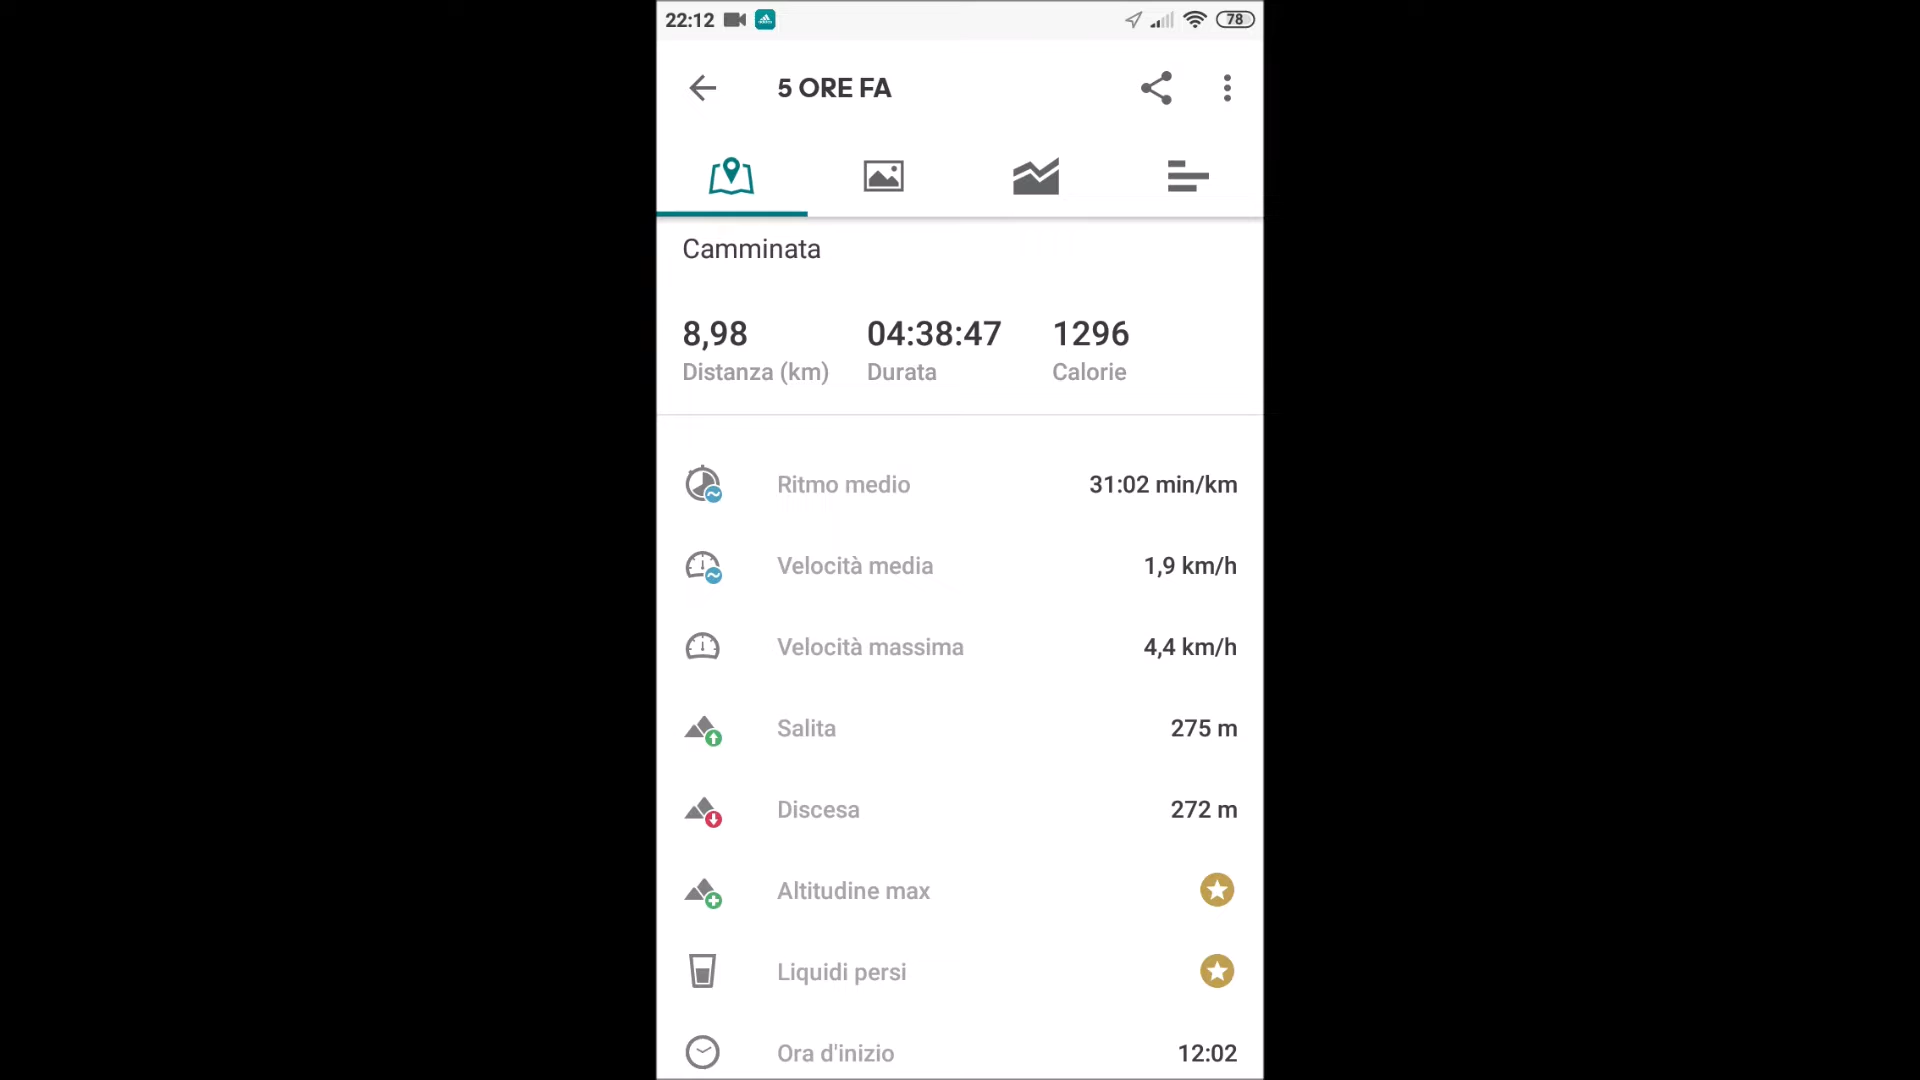 22:12 78
5 ORE FA
Camminata
8,98 04:38:47 1296
Distanza (km) Durata Calorie
Ritmo medio 31:02 min/km
Velocità media 1,9 km/h
Velocità massima 4,4 km/h
Salita 275 m
Discesa 272 m
Altitudine max
Liquidi persi
Ora d'inizio 12:02